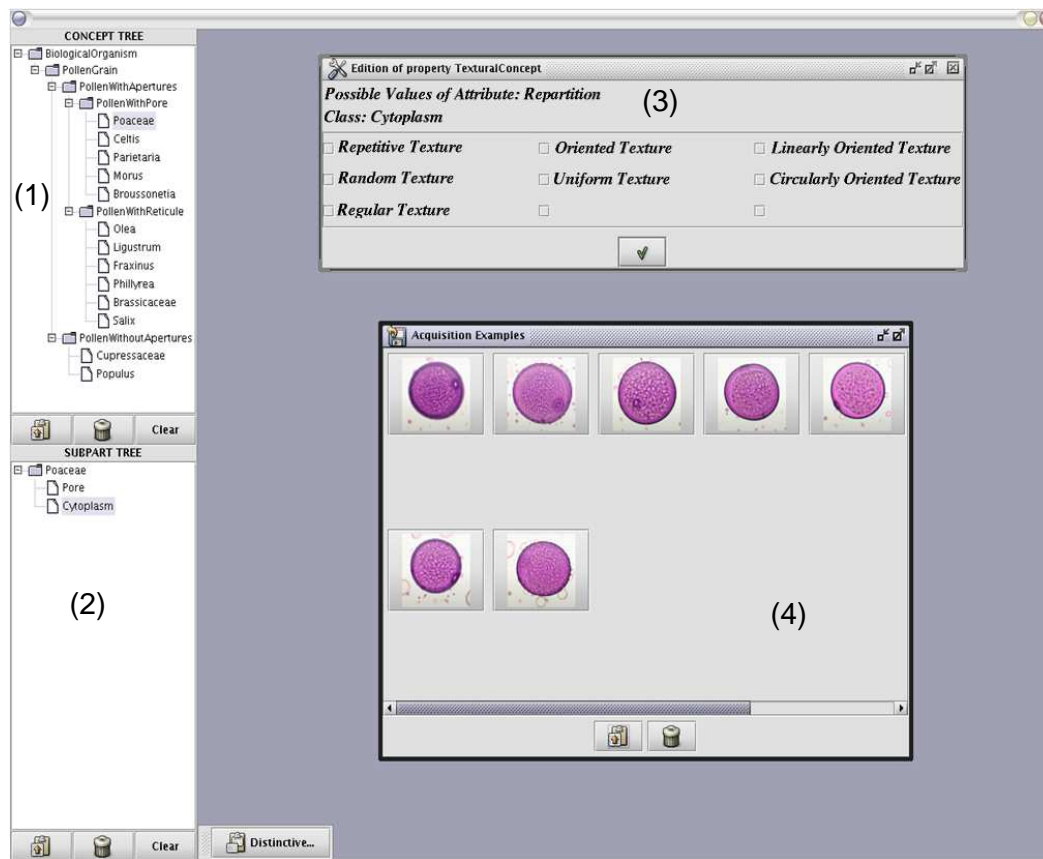 CONCEPT TREE
BiologicalOrganism
PollenGrain
PollenWithApertures
PollenWithPore
Poaceae
Celtis
Parietaria
Morus
Broussonetia
(1)
PollenWithReticule
Olea
Ligustrum
Fraxinus
Phillyrea
Brassicaceae
Salix
PollenWithoutApertures
Cupressaceae
Populus
Clear
SUBPART TREE
Poaceae
Pore
Cytoplasm
(2)
Clear
Edition of property TexturalConcept
Possible Values of Attribute: Repartition
(3)
Class: Cytoplasm
Repetitive Texture Oriented Texture Linearly Oriented Texture
Random Texture Uniform Texture Circularly Oriented Texture
Regular Texture
Acquisition Examples
(4)
Distinctive...